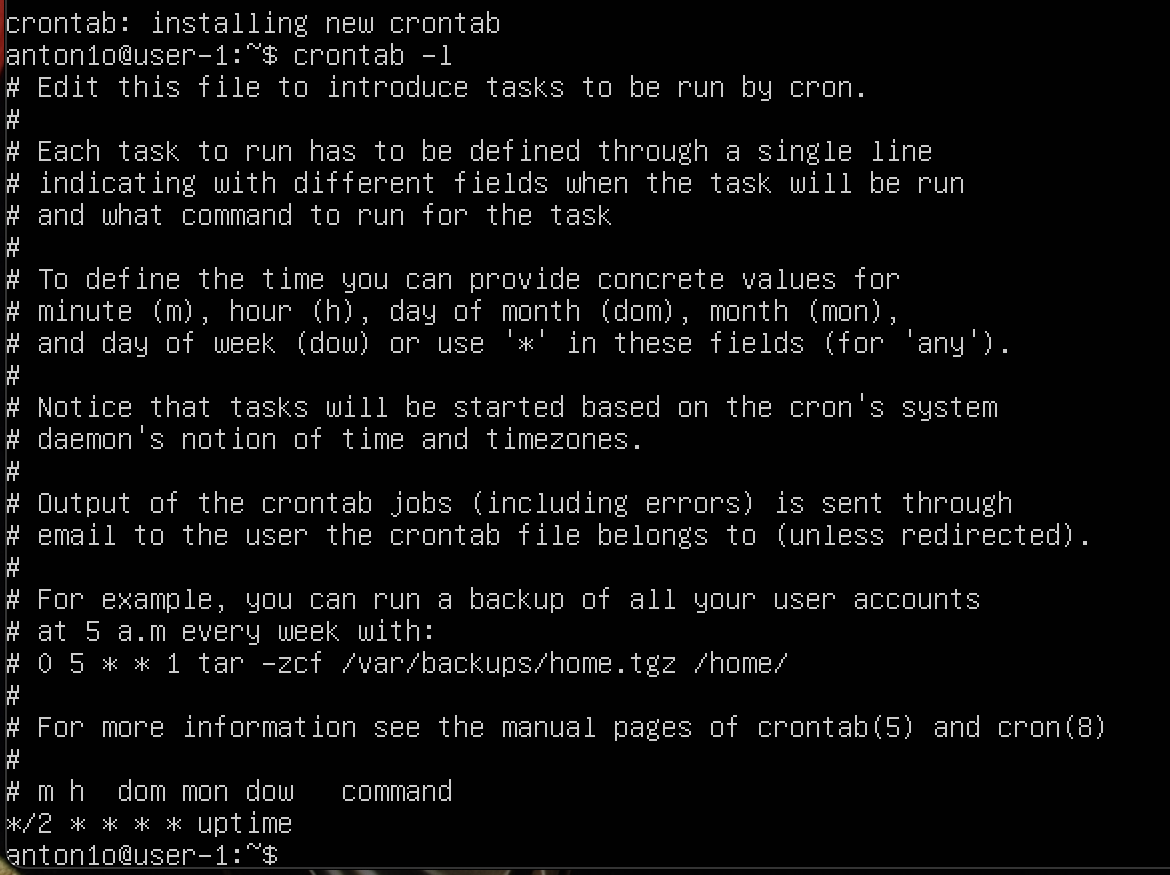 crontab: installing new crontab
anton1o@user-1:~$ crontab -l
# Edit this file to introduce tasks to be run by cron.
#
# Each task to run has to be defined through a single line
# indicating with different fields when the task will be run
# and what command to run for the task
#
# To define the time you can provide concrete values for
# minute (m), hour (h), day of month (dom), month (mon),
# and day of week (dow) or use '*' in these fields (for 'any').
#
# Notice that tasks will be started based on the cron's system
# daemon's notion of time and timezones.
#
# Output of the crontab jobs (including errors) is sent through
# email to the user the crontab file belongs to (unless redirected).
#
# For example, you can run a backup of all your user accounts
# at 5 a.m every week with:
# 0 5 * * 1 tar -zcf /var/backups/home.tgz /home/
#
# For more information see the manual pages of crontab(5) and cron(8)
#
# m h  dom mon dow   command
*/2 * * * * uptime
anton1o@user-1:~$